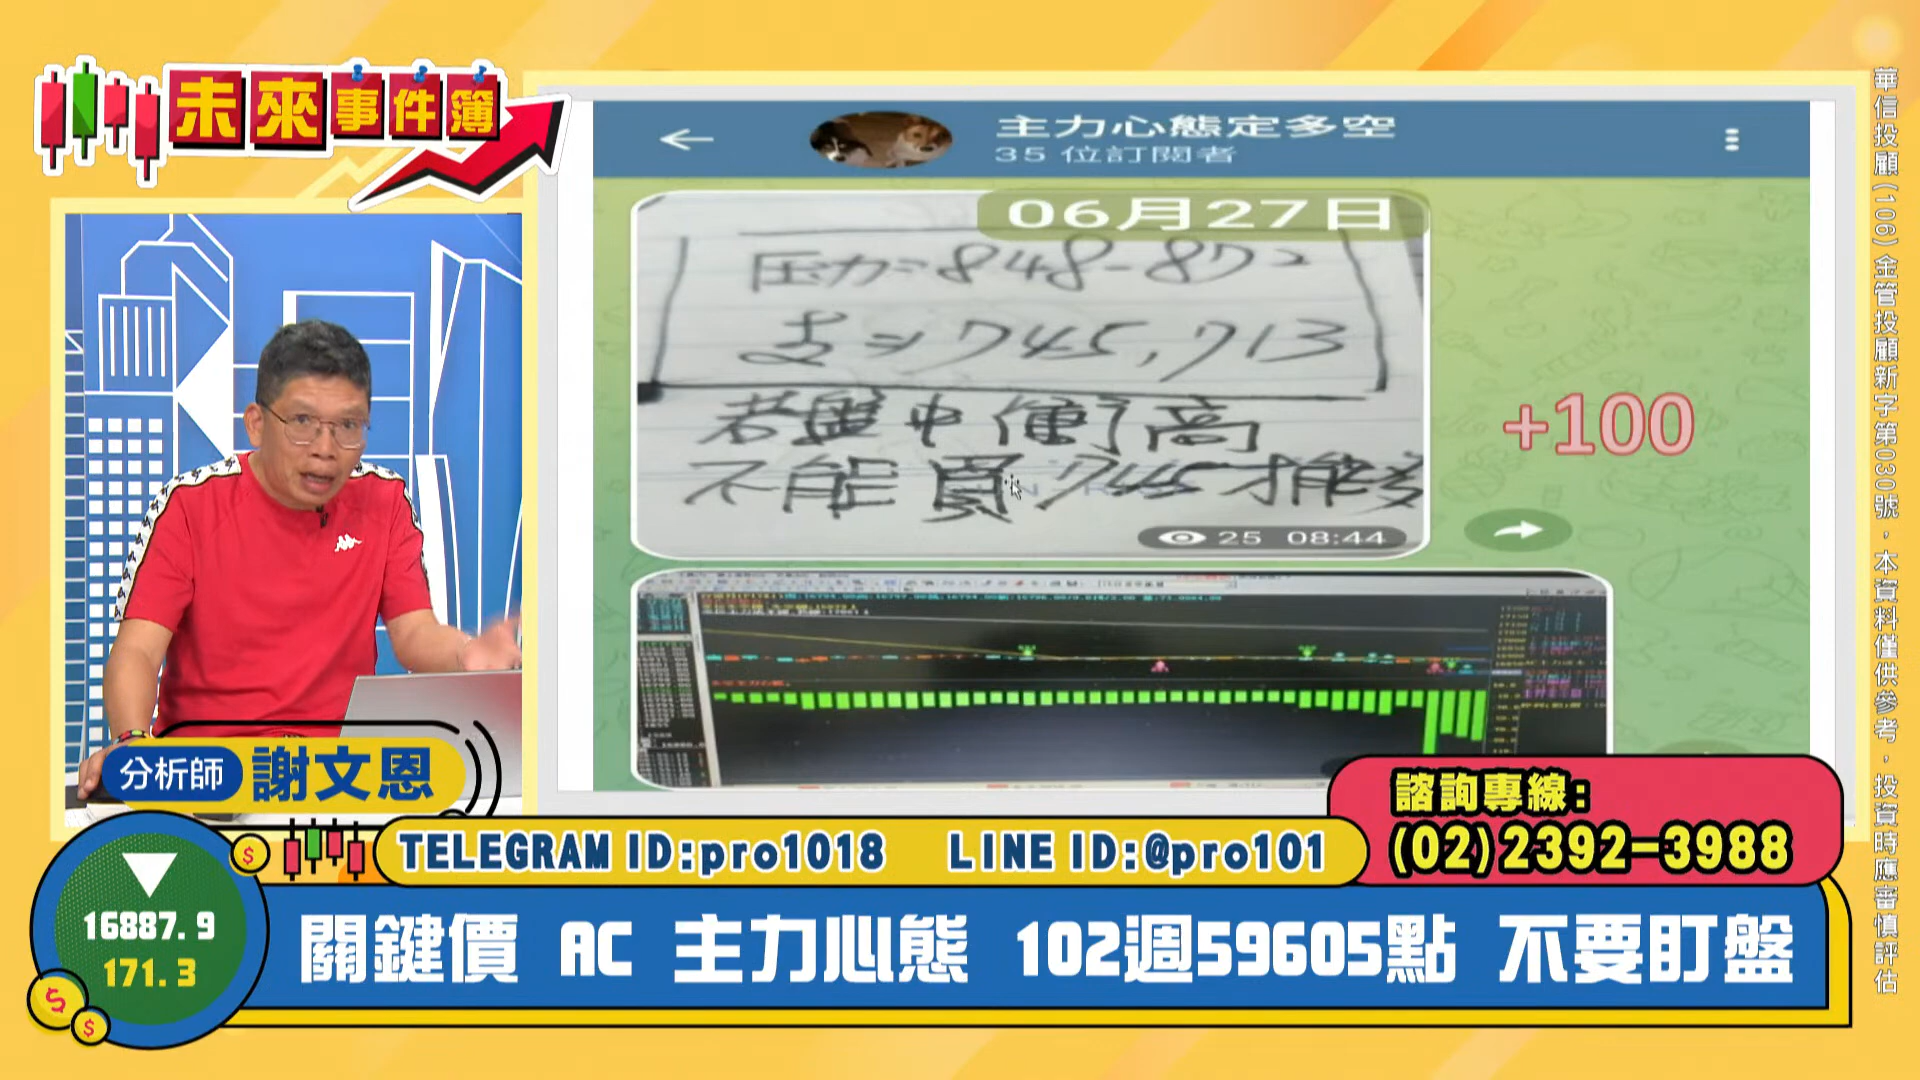 未來事件簿
主力心態定多空
35 位訂閱者
06月27日
压力=848-872
支=>745,713
若盤中衝高
不能買 745才能多
25 08:44
+100
分析師 謝文恩
諮詢專線:
(02)2392-3988
TELEGRAM ID:pro1018 LINE ID:@pro101
16887.9
171.3
關鍵價 AC 主力心態 102週59605點 不要盯盤
華信投顧(106)金管投顧新字第030號，本資料僅供參考，投資時應審慎評估